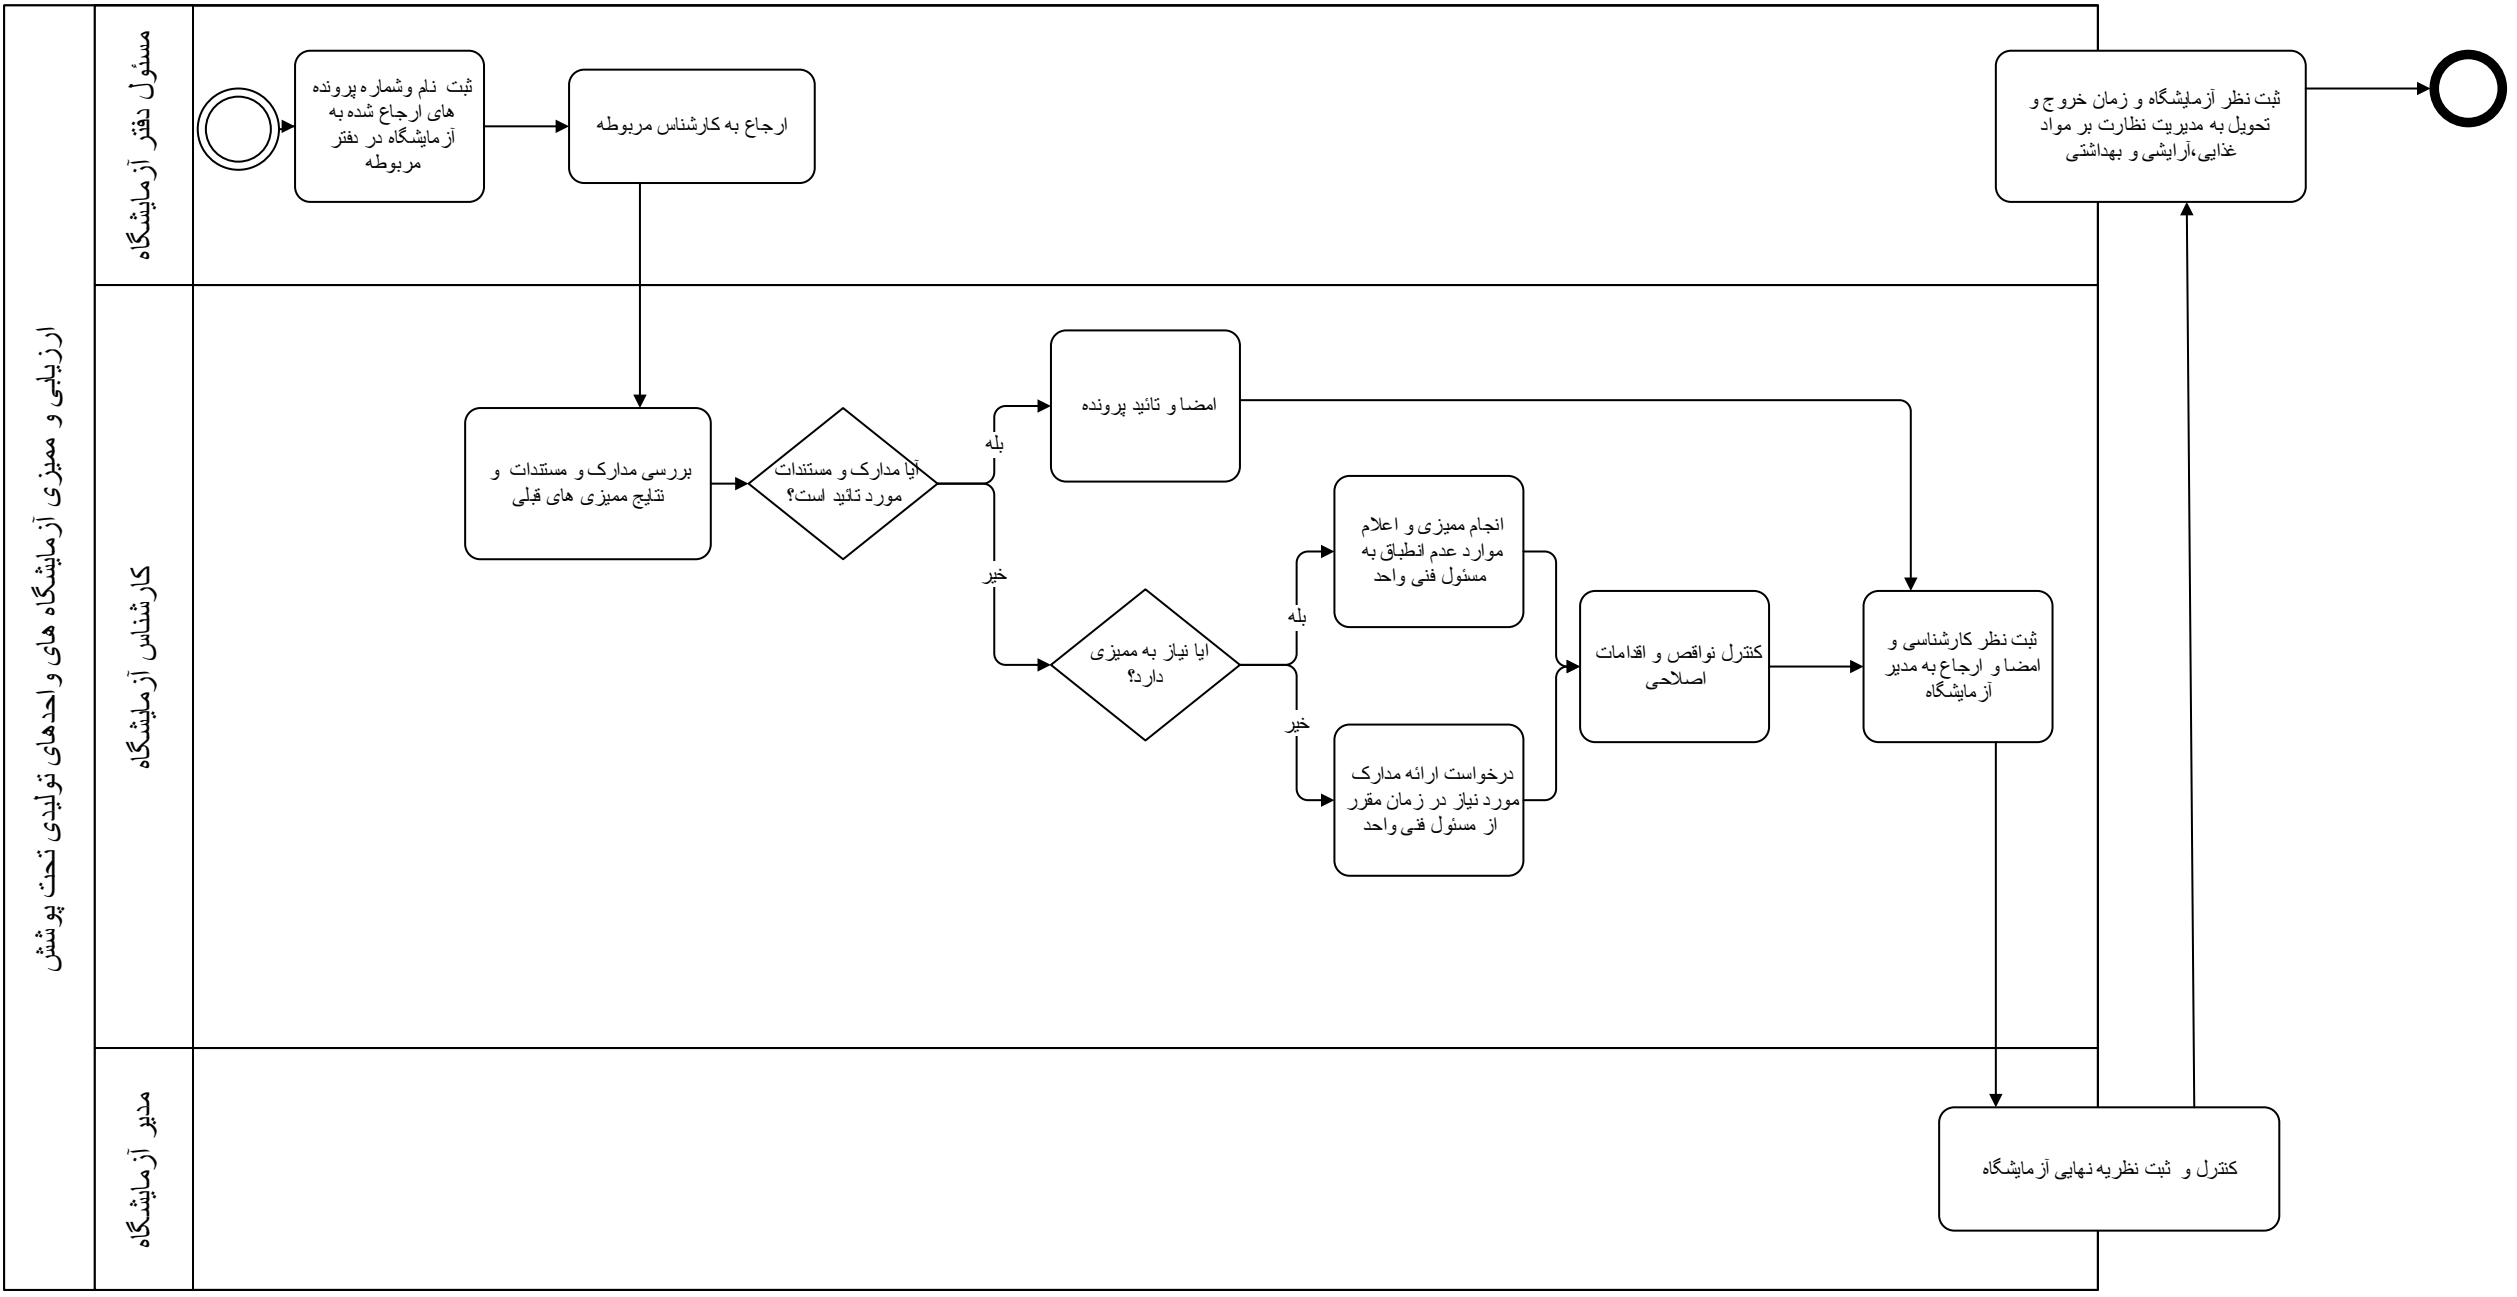 ارزیابی و ممیزی آزمایشگاه های واحدهای تولیدی تحت پوشش
مسئول دفتر آزمایشگاه
ثبت نام وشماره پرونده
های ارجاع شده به
آزمایشگاه در دفتر
مربوطه
ارجاع به کارشناس مربوطه
ثبت نظر آزمایشگاه و زمان خروج و
تحویل به مدیریت نظارت بر مواد
غذایی،آرایشی و بهداشتی
کارشناس آزمایشگاه
بررسی مدارک و مستندات و
نتایج ممیزی های قبلی
آیا مدارک و مستندات
مورد تائید است؟
بله
خیر
امضا و تائید پرونده
ایا نیاز به ممیزی
دارد؟
بله
خیر
انجام ممیزی و اعلام
موارد عدم انطباق به
مسئول فنی واحد
درخواست ارائه مدارک
مورد نیاز در زمان مقرر
از مسئول فنی واحد
کنترل نواقص و اقدامات
اصلاحی
ثبت نظر کارشناسی و
امضا و ارجاع به مدیر
آزمایشگاه
مدیر آزمایشگاه
کنترل و ثبت نظریه نهایی آزمایشگاه